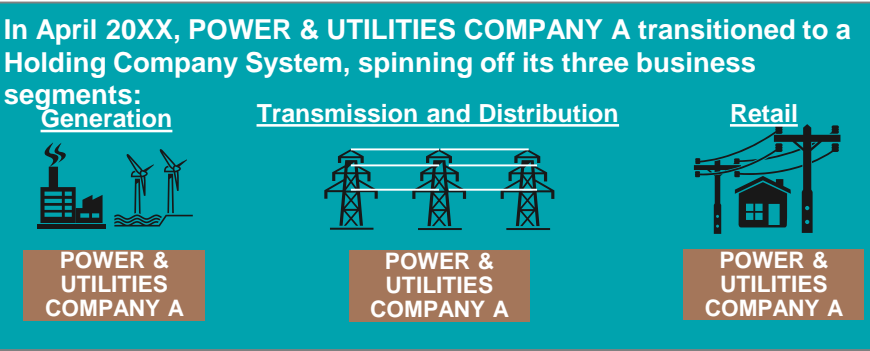 In April 20XX, POWER & UTILITIES COMPANY A transitioned to a
Holding Company System, spinning off its three business
segments:
Generation
Transmission and Distribution
Retail
POWER &
UTILITIES
COMPANY A
POWER &
UTILITIES
COMPANY A
POWER &
UTILITIES
COMPANY A